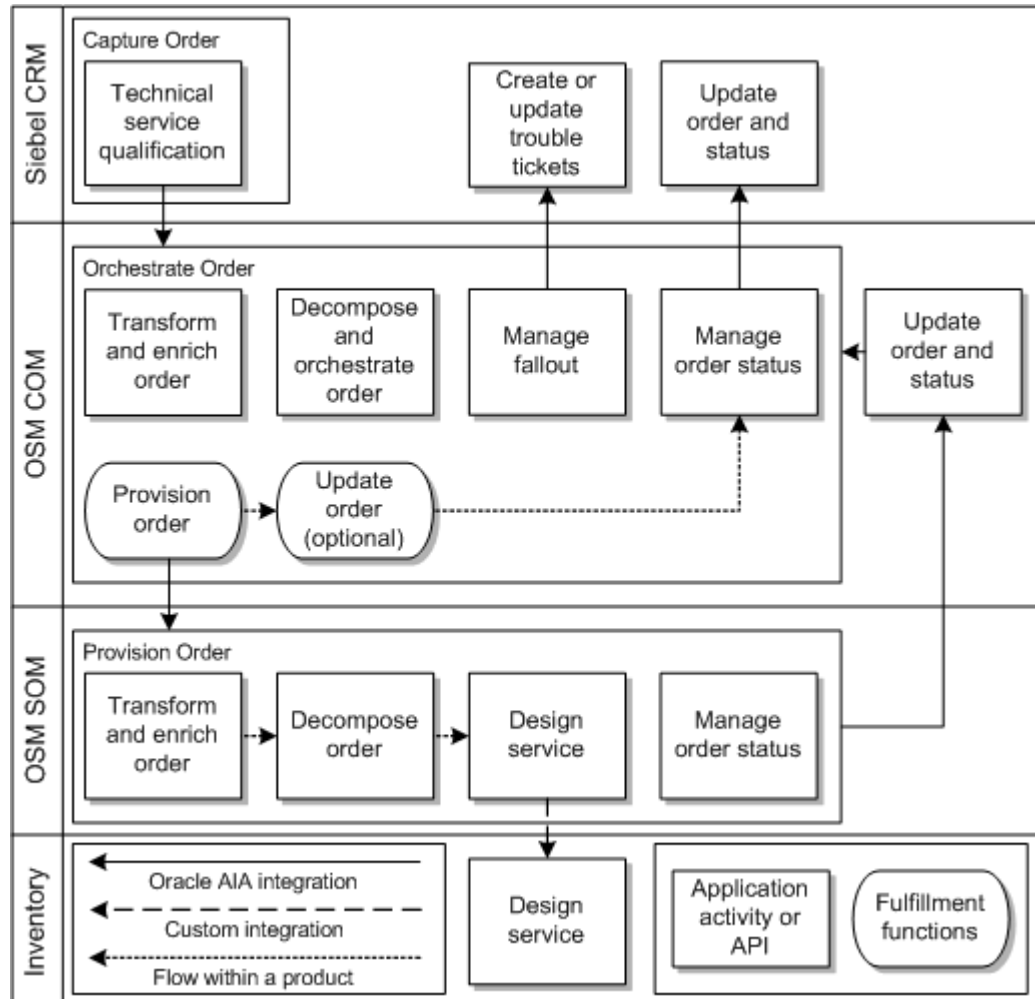 Siebel CRM
Capture Order
Technical
service
qualification
Create or
update
trouble
tickets
Update
order and
status
OSM COM
Orchestrate Order
Transform
and enrich
order
Decompose
and
orchestrate
order
Manage
fallout
Manage
order status
Update
order and
status
Provision
order
Update
order
(optional)
OSM SOM
Provision Order
Transform
and enrich
order
Decompose
order
Design
service
Manage
order status
Inventory
Oracle AIA integration
Custom integration
Flow within a product
Design
service
Application
activity or
API
Fulfillment
functions